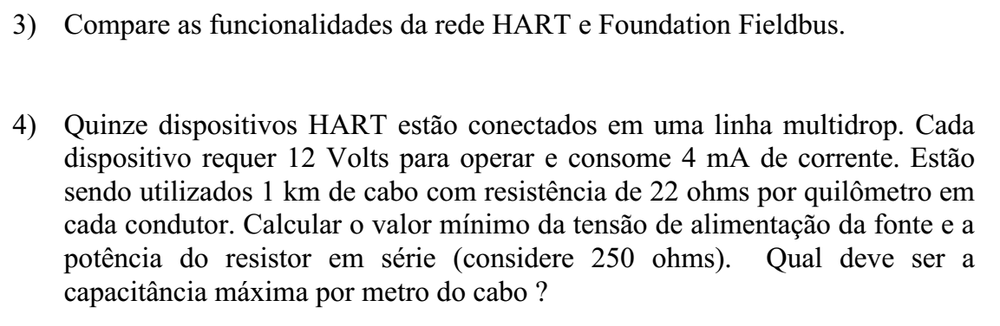 3) Compare as funcionalidades da rede HART e Foundation Fieldbus.
4) Quinze dispositivos HART estão conectados em uma linha multidrop. Cada
dispositivo requer 12 Volts para operar e consome 4 mA de corrente. Estão
sendo utilizados 1 km de cabo com resistência de 22 ohms por quilômetro em
cada condutor. Calcular o valor mínimo da tensão de alimentação da fonte e a
potência do resistor em série (considere 250 ohms). Qual deve ser a
capacitância máxima por metro do cabo ?